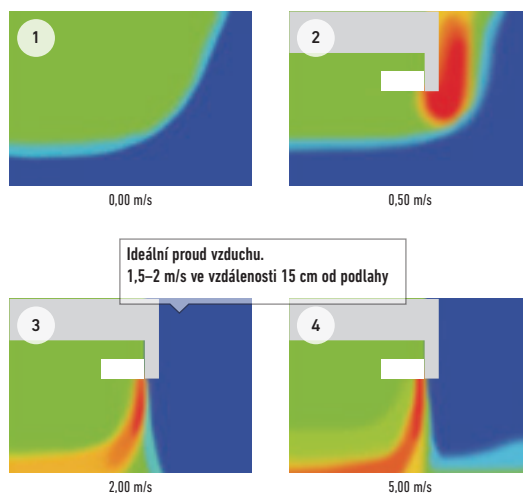 1
2
0,00 m/s
0,50 m/s
Ideální proud vzduchu.
1,5–2 m/s ve vzdálenosti 15 cm od podlahy
3
4
2,00 m/s
5,00 m/s